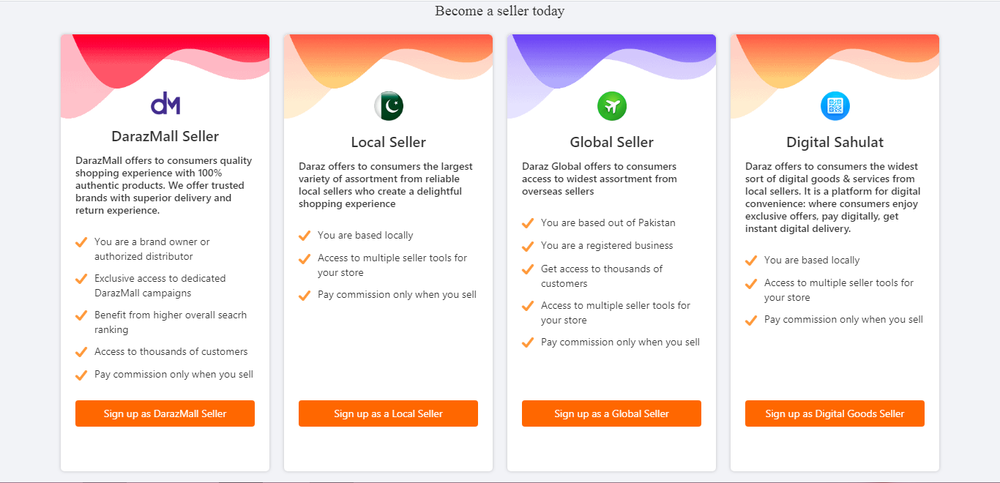 Become a seller today
DarazMall Seller
DarazMall offers to consumers quality
shopping experience with 100%
authentic products. We offer trusted
brands with superior delivery and
return experience.
You are a brand owner or
authorized distributor
Exclusive access to dedicated
DarazMall campaigns
Benefit from higher overall seacrh
ranking
Access to thousands of customers
Pay commission only when you sell
Sign up as DarazMall Seller
Local Seller
Daraz offers to consumers the largest
variety of assortment from reliable
local sellers who create a delightful
shopping experience
You are based locally
Access to multiple seller tools for
your store
Pay commission only when you sell
Sign up as a Local Seller
Global Seller
Daraz Global offers to consumers
access to widest assortment from
overseas sellers
You are based out of Pakistan
You are a registered business
Get access to thousands of
customers
Access to multiple seller tools for
your store
Pay commission only when you sell
Sign up as a Global Seller
Digital Sahulat
Daraz offers to consumers the widest
sort of digital goods & services from
local sellers. It is a platform for digital
convenience: where consumers enjoy
exclusive offers, pay digitally, get
instant digital delivery.
You are based locally
Access to multiple seller tools for
your store
Pay commission only when you sell
Sign up as Digital Goods Seller